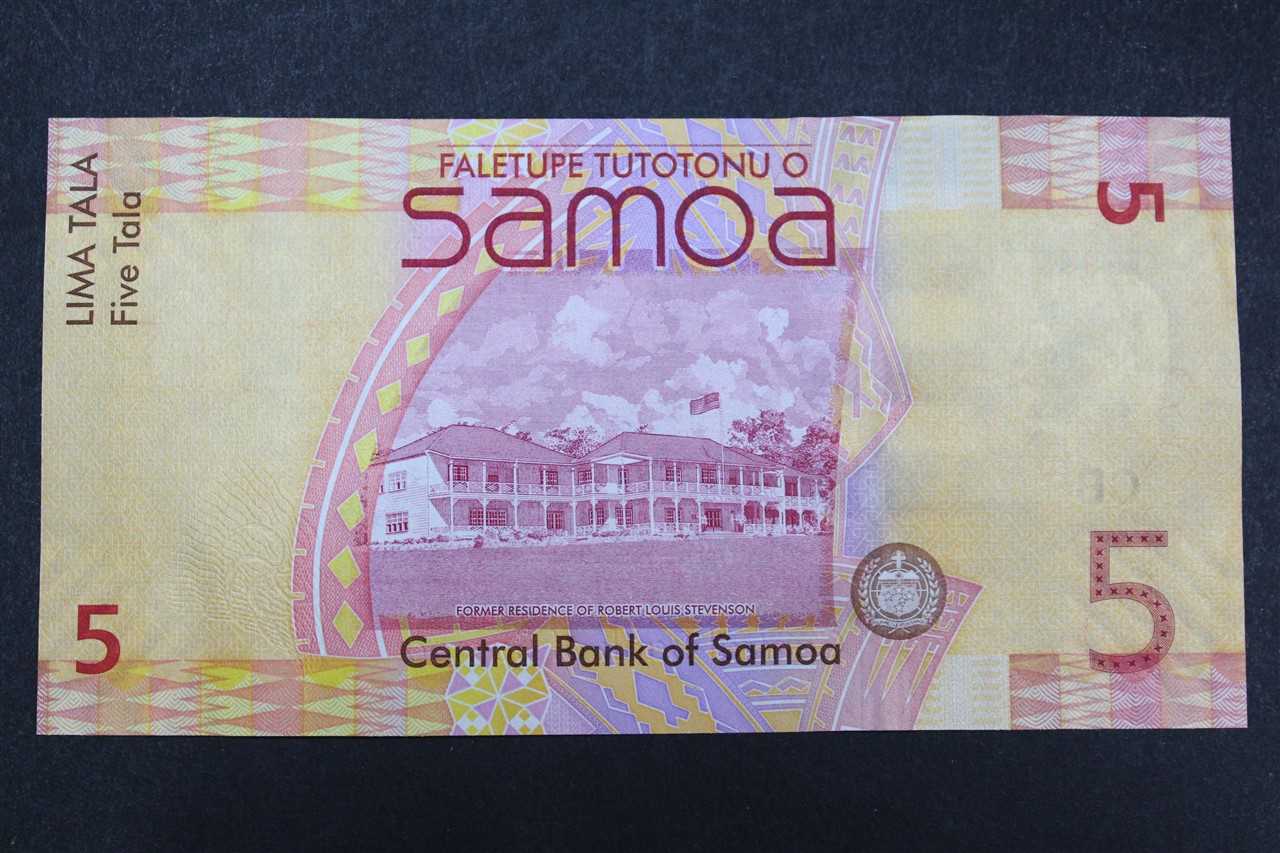 LIMA TALA
Five Tala
FALETUPE TUTOTONU O
samoa
5
FORMER RESIDENCE OF ROBERT LOUIS STEVENSON
Central Bank of Samoa
5
5